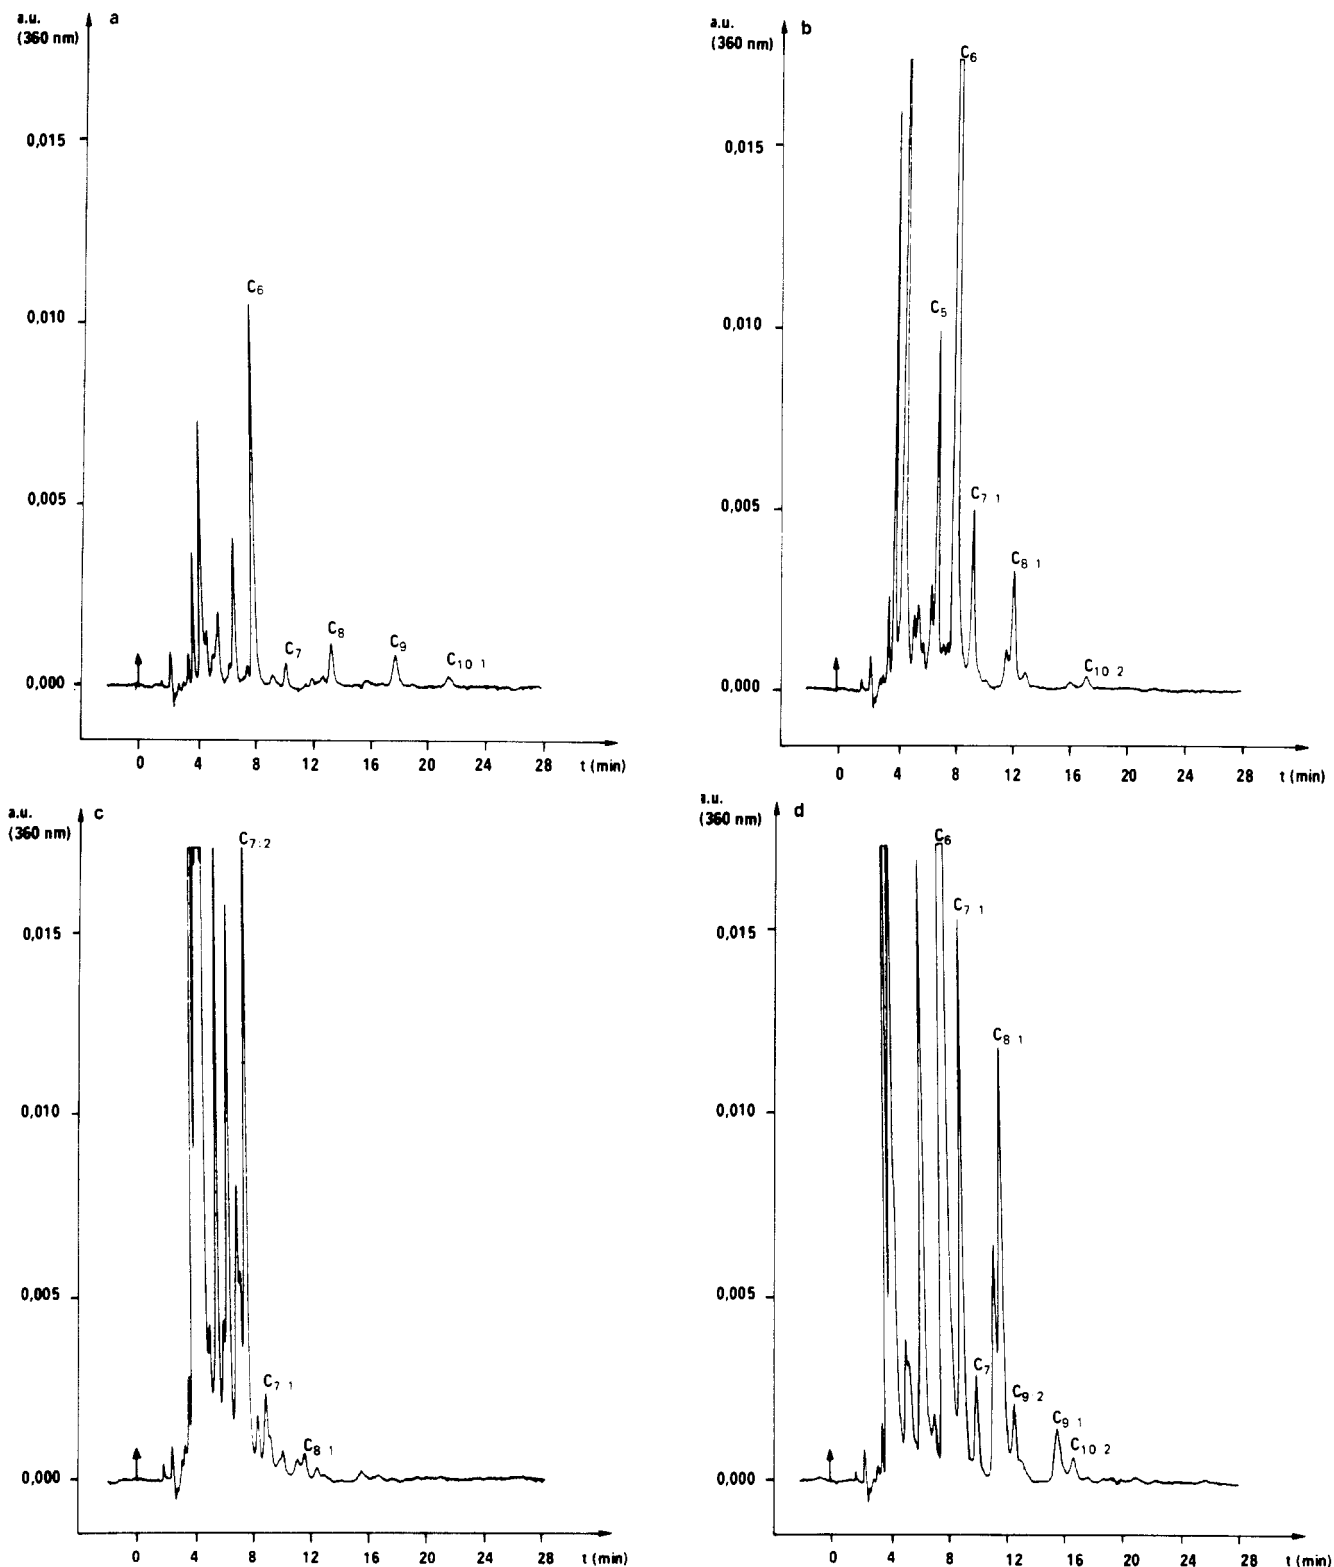 a.u.
(360 nm)
a
0,015
0,010
0,005
0,000
C6
C7
C8
C9
C10 1
0 4 8 12 16 20 24 28 t (min)
a.u.
(360 nm)
b
0,015
0,010
0,005
0,000
C6
C5
C7 1
C8 1
C10 2
0 4 8 12 16 20 24 28 t (min)
a.u.
(360 nm)
c
0,015
0,010
0,005
0,000
C7:2
C7 1
C8 1
0 4 8 12 16 20 24 28 t (min)
a.u.
(360 nm)
d
0,015
0,010
0,005
0,000
C6
C7 1
C8 1
C7
C9 2
C9 1
C10 2
0 4 8 12 16 20 24 28 t (min)